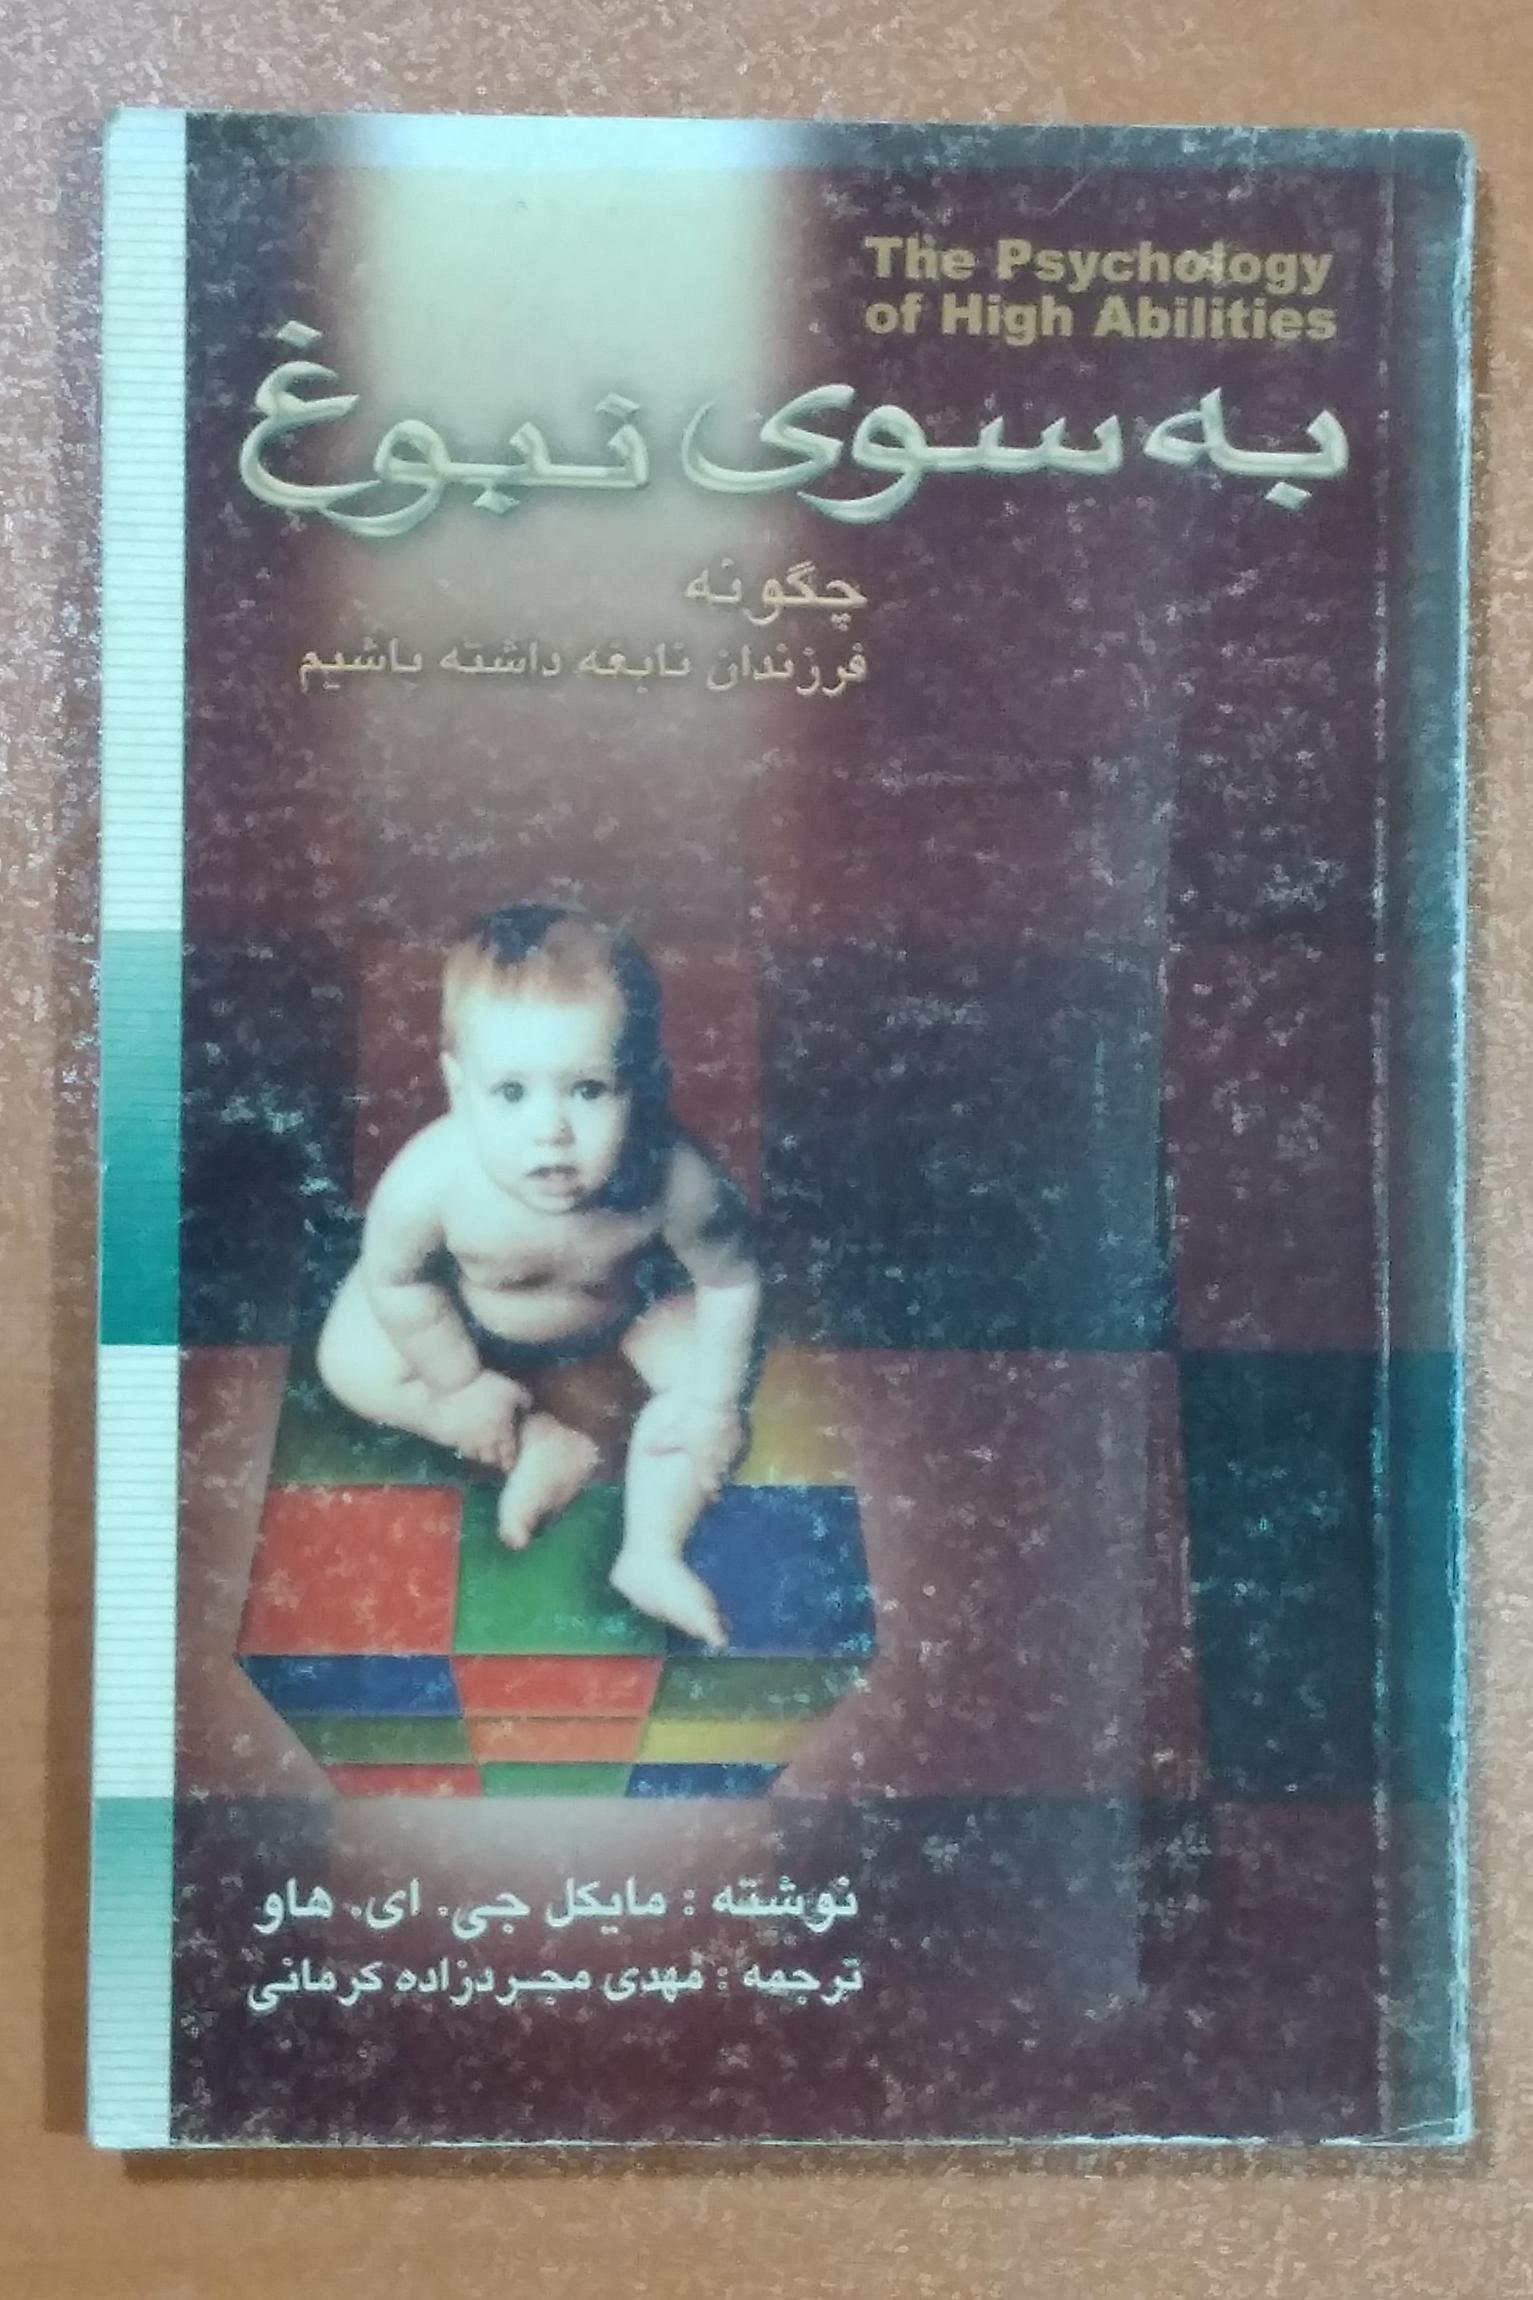 The Psychology
of High Abilities
به سوی نبوغ
چگونه
فرزندان نابغه داشته باشیم
نوشته : مایکل جی. ای. هاو
ترجمه : مهدی مجردزاده کرمانی